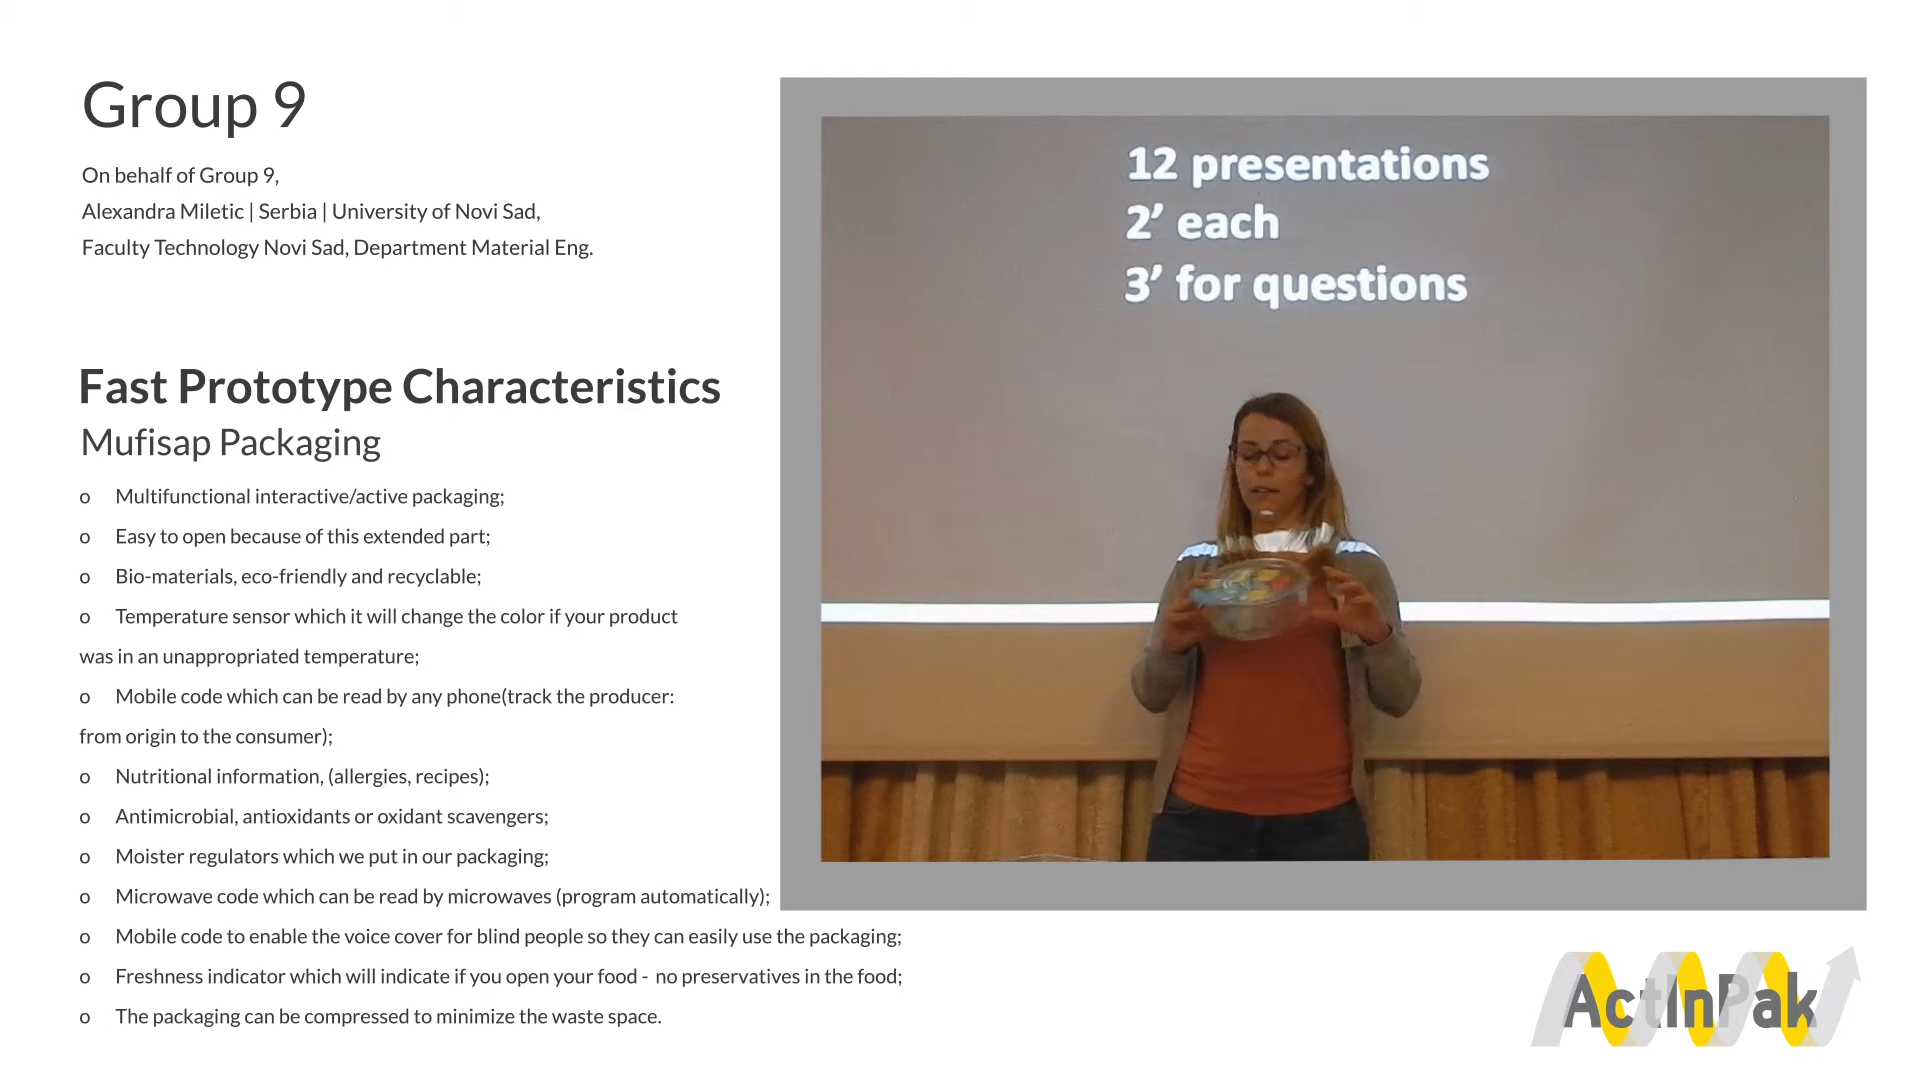 Group 9
On behalf of Group 9,
Alexandra Miletic | Serbia | University of Novi Sad,
Faculty Technology Novi Sad, Department Material Eng.
Fast Prototype Characteristics
Mufisap Packaging
o Multifunctional interactive/active packaging;
o Easy to open because of this extended part;
o Bio-materials, eco-friendly and recyclable;
o Temperature sensor which it will change the color if your product
was in an unappropriated temperature;
o Mobile code which can be read by any phone(track the producer:
from origin to the consumer);
o Nutritional information, (allergies, recipes);
o Antimicrobial, antioxidants or oxidant scavengers;
o Moister regulators which we put in our packaging;
o Microwave code which can be read by microwaves (program automatically);
o Mobile code to enable the voice cover for blind people so they can easily use the packaging;
o Freshness indicator which will indicate if you open your food - no preservatives in the food;
o The packaging can be compressed to minimize the waste space.
12 presentations
2’ each
3’ for questions
ActInPak